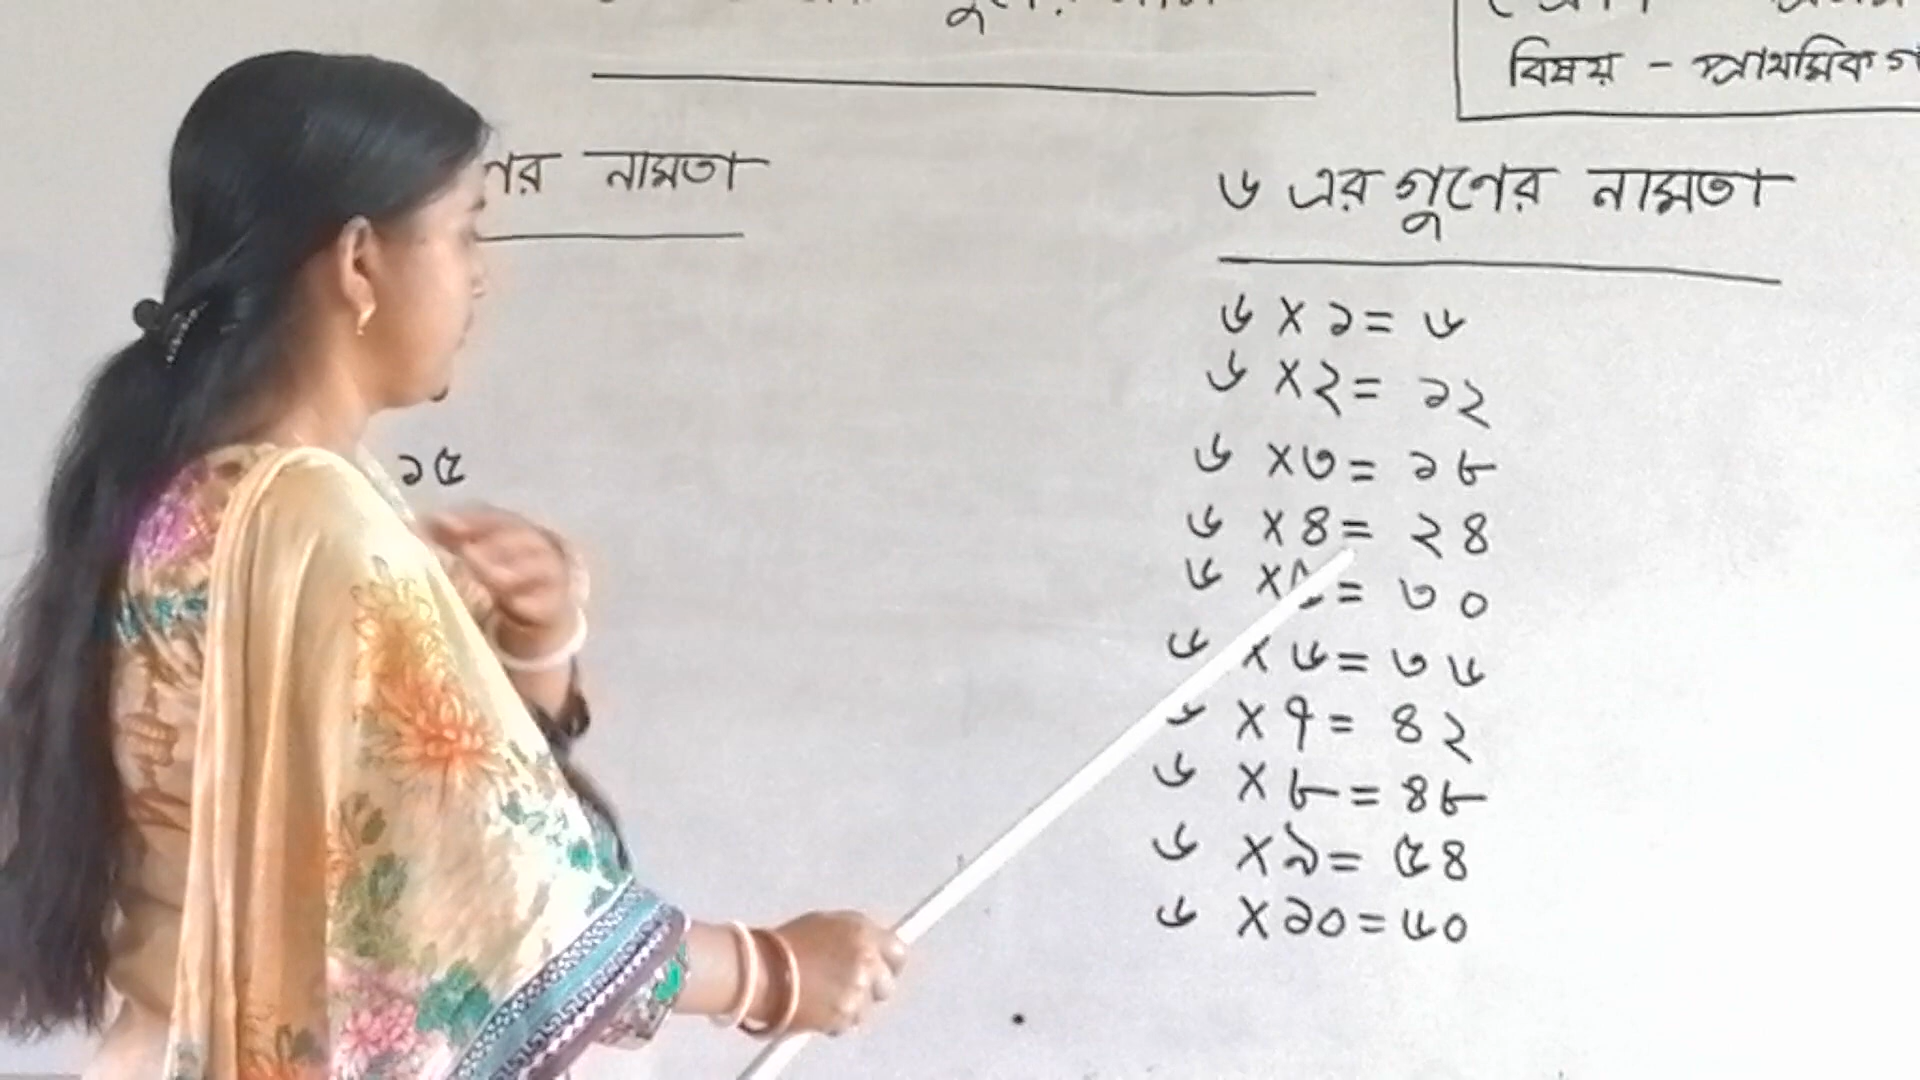 বিষয় - প্রাথমিক
নামতা
১৫
৬ এর গুণের নামতা
৬ X ১ = ৬
৬ X ২ = ১২
৬ X ৩ = ১৮
৬ X ৪ = ২৪
৬ X = ৩০
৬ X ৬ = ৩৬
৬ X ৭ = ৪২
৬ X ৮ = ৪৮
৬ X ৯ = ৫৪
৬ X ১০ = ৬০